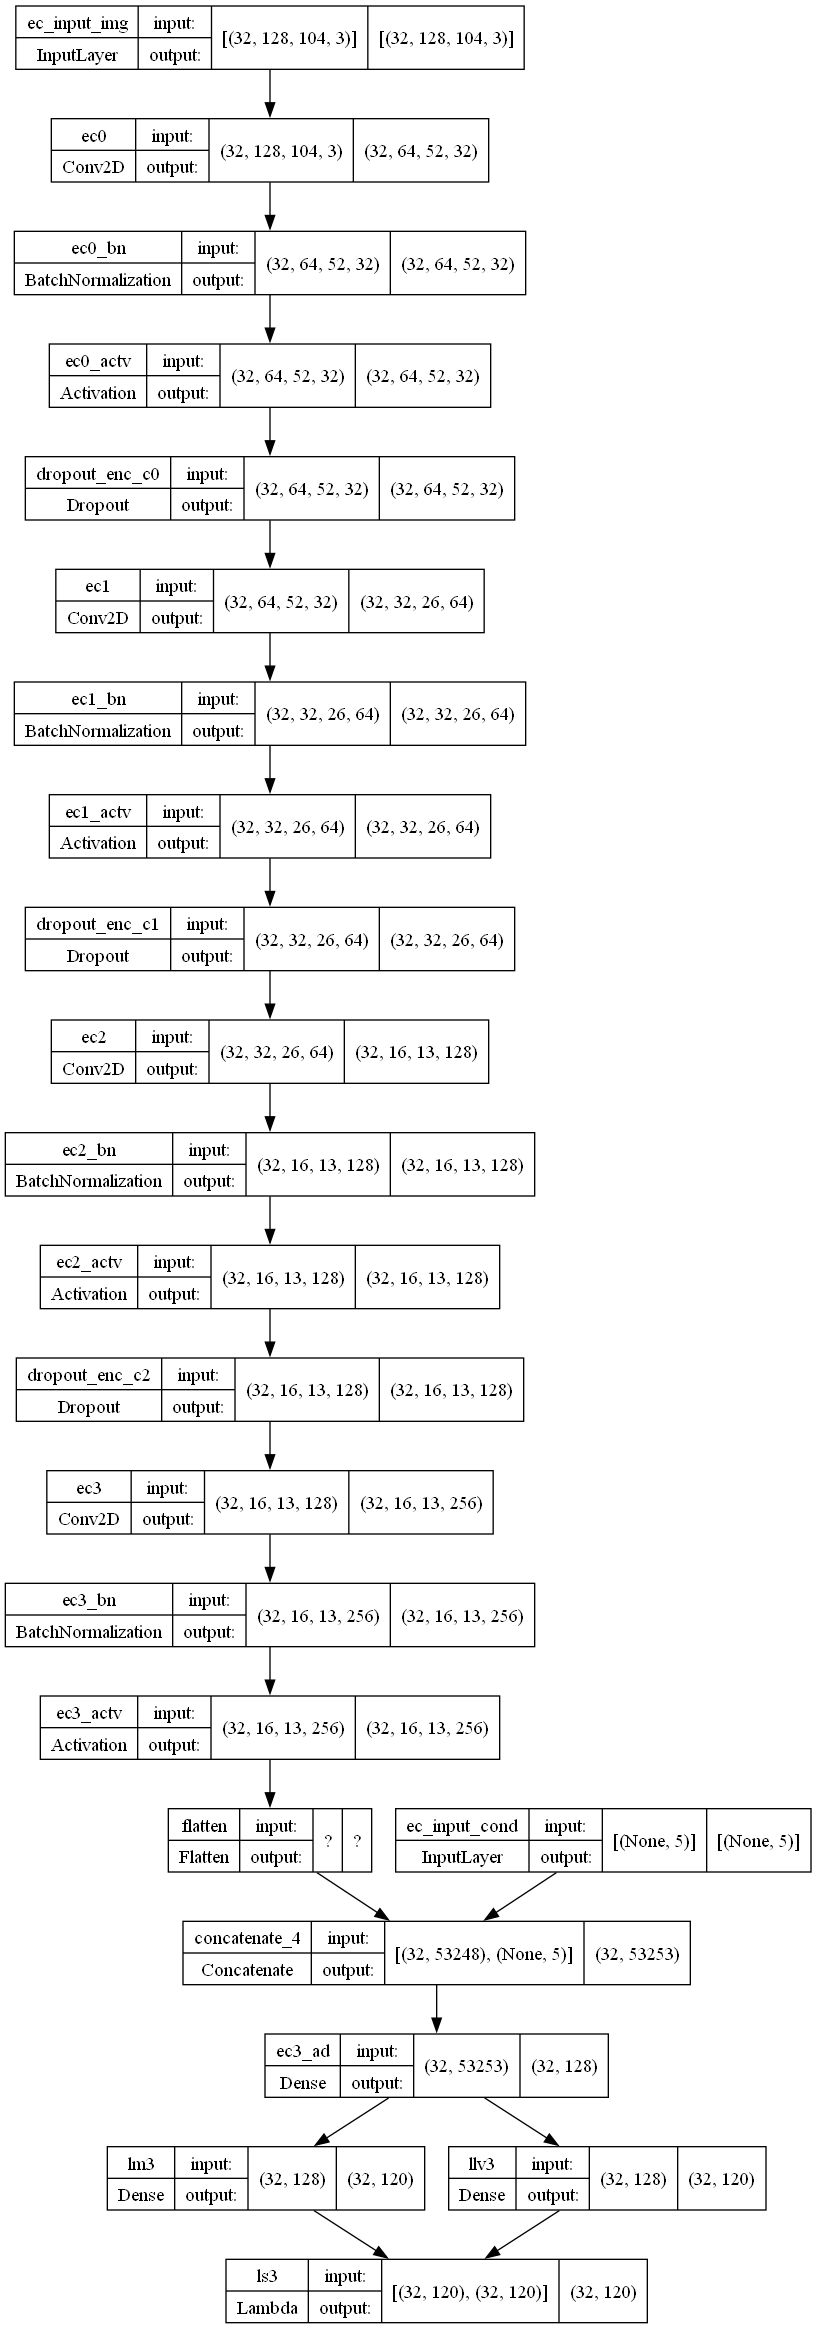 ec_input_img input: [(32, 128, 104, 3)] [(32, 128, 104, 3)]
InputLayer output:
ec0 input: (32, 128, 104, 3) (32, 64, 52, 32)
Conv2D output:
ec0_bn input: (32, 64, 52, 32) (32, 64, 52, 32)
BatchNormalization output:
ec0_actv input: (32, 64, 52, 32) (32, 64, 52, 32)
Activation output:
dropout_enc_c0 input: (32, 64, 52, 32) (32, 64, 52, 32)
Dropout output:
ec1 input: (32, 64, 52, 32) (32, 32, 26, 64)
Conv2D output:
ec1_bn input: (32, 32, 26, 64) (32, 32, 26, 64)
BatchNormalization output:
ec1_actv input: (32, 32, 26, 64) (32, 32, 26, 64)
Activation output:
dropout_enc_c1 input: (32, 32, 26, 64) (32, 32, 26, 64)
Dropout output:
ec2 input: (32, 32, 26, 64) (32, 16, 13, 128)
Conv2D output:
ec2_bn input: (32, 16, 13, 128) (32, 16, 13, 128)
BatchNormalization output:
ec2_actv input: (32, 16, 13, 128) (32, 16, 13, 128)
Activation output:
dropout_enc_c2 input: (32, 16, 13, 128) (32, 16, 13, 128)
Dropout output:
ec3 input: (32, 16, 13, 128) (32, 16, 13, 256)
Conv2D output:
ec3_bn input: (32, 16, 13, 256) (32, 16, 13, 256)
BatchNormalization output:
ec3_actv input: (32, 16, 13, 256) (32, 16, 13, 256)
Activation output:
flatten input: ? ?
Flatten output:
ec_input_cond input: [(None, 5)] [(None, 5)]
InputLayer output:
concatenate_4 input: [(32, 53248), (None, 5)] (32, 53253)
Concatenate output:
ec3_ad input: (32, 53253) (32, 128)
Dense output:
lm3 input: (32, 128) (32, 120)
Dense output:
llv3 input: (32, 128) (32, 120)
Dense output:
ls3 input: [(32, 120), (32, 120)] (32, 120)
Lambda output: